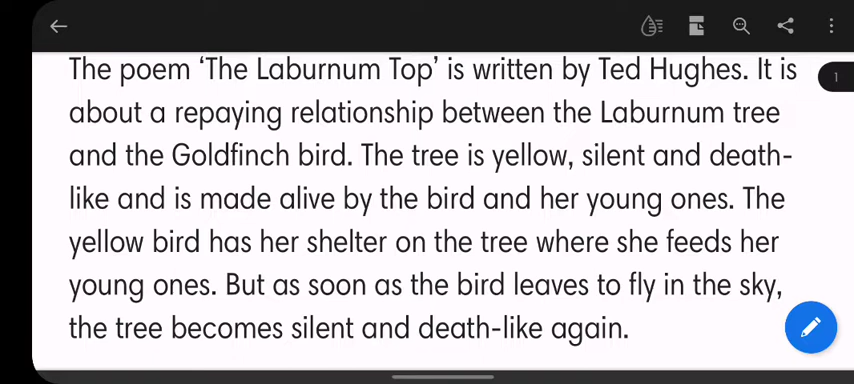 1
The poem ‘The Laburnum Top’ is written by Ted Hughes. It is
about a repaying relationship between the Laburnum tree
and the Goldfinch bird. The tree is yellow, silent and death-
like and is made alive by the bird and her young ones. The
yellow bird has her shelter on the tree where she feeds her
young ones. But as soon as the bird leaves to fly in the sky,
the tree becomes silent and death-like again.